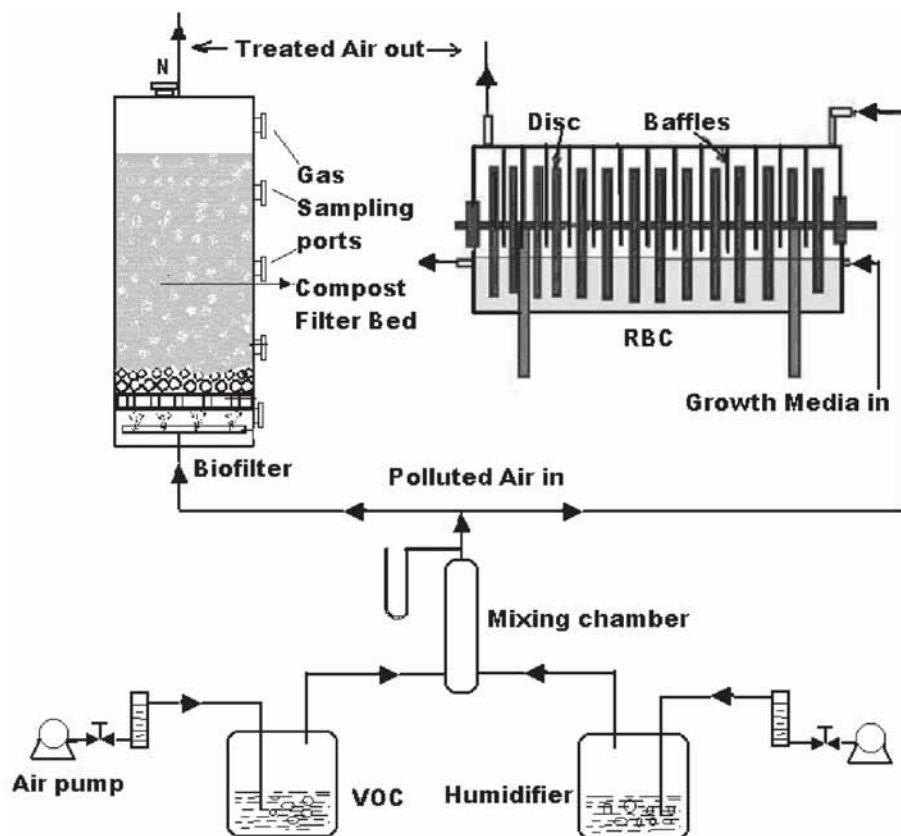 Treated Air out
N
Disc
Baffles
Gas
Sampling
ports
Compost
Filter Bed
RBC
Growth Media in
Biofilter
Polluted Air in
Mixing chamber
Air pump
VOC
Humidifier